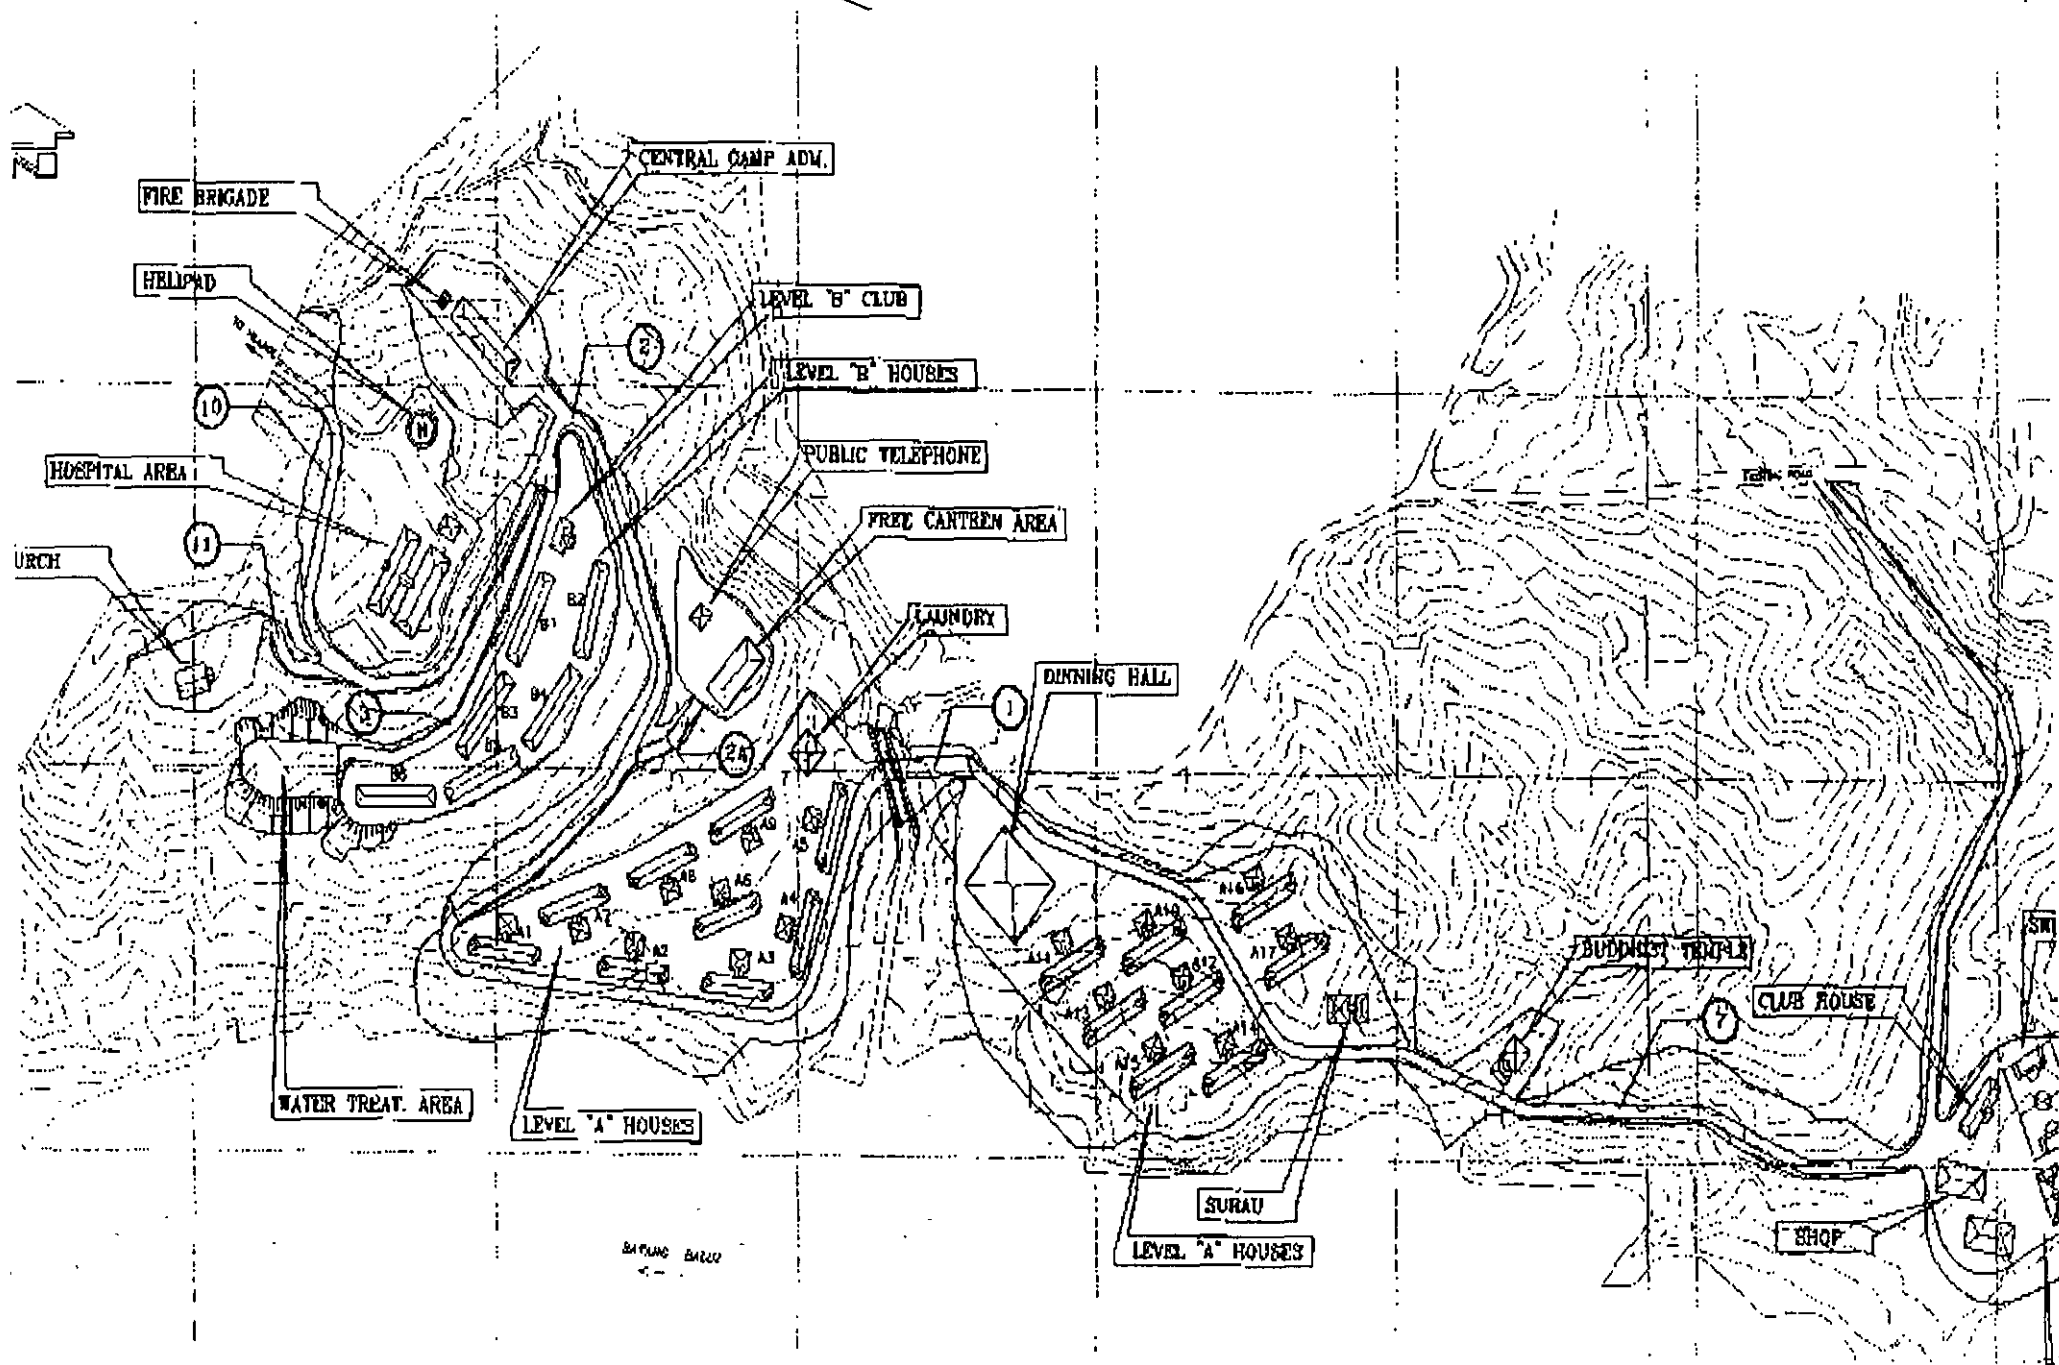 CENTRAL CAMP ADM.
FIRE BRIGADE
HELIPAD
LEVEL "B" CLUB
2
LEVEL "B" HOUSES
10
H
PUBLIC TELEPHONE
HOSPITAL AREA
FREE CANTEEN AREA
11
URCH
B2
B1
LAUNDRY
DINNING HALL
B4
3
B3
1
2A
B6
A9
A5
A8
A6
A16
A4
A1
A7
A10
A2
A3
A17
BUDDHIST TEMPLE
A12
CLUB HOUSE
7
A13
A14
A15
WATER TREAT. AREA
LEVEL "A" HOUSES
SURAU
SHOP
LEVEL "A" HOUSES